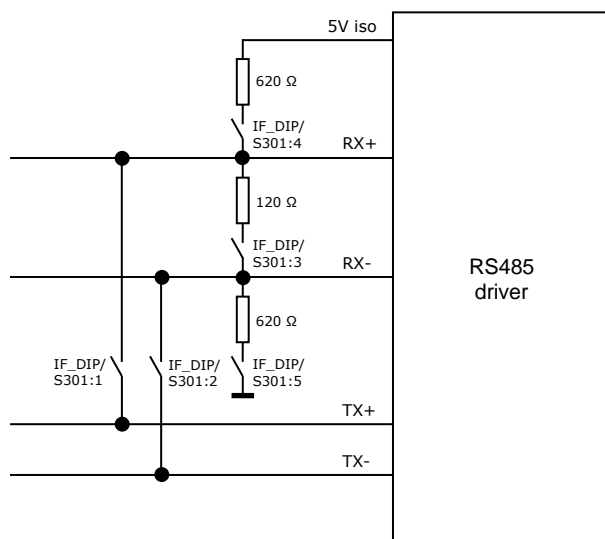 5V iso
620 Ω
IF_DIP/
S301:4
RX+
120 Ω
IF_DIP/
S301:3
RX-
RS485
driver
620 Ω
IF_DIP/
S301:1
IF_DIP/
S301:2
IF_DIP/
S301:5
TX+
TX-